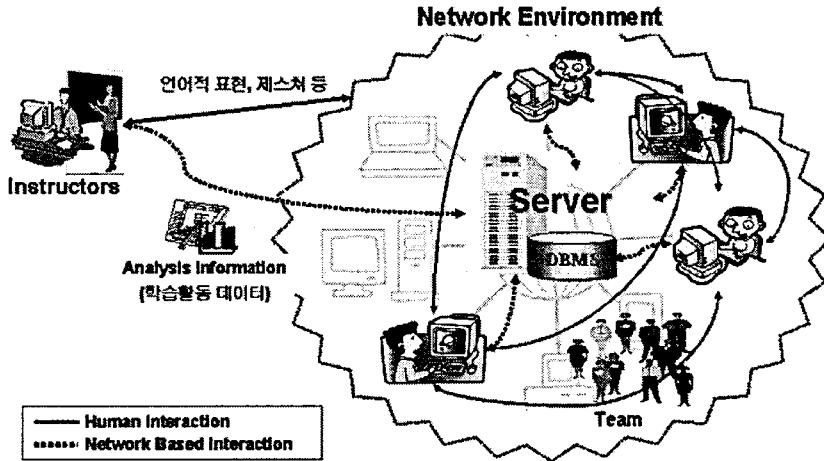 Network Environment
언어적 표현, 제스쳐 등
Instructors
Server
DBMS
Analysis Information
(학습활동 데이터)
Team
Human Interaction
Network Based Interaction